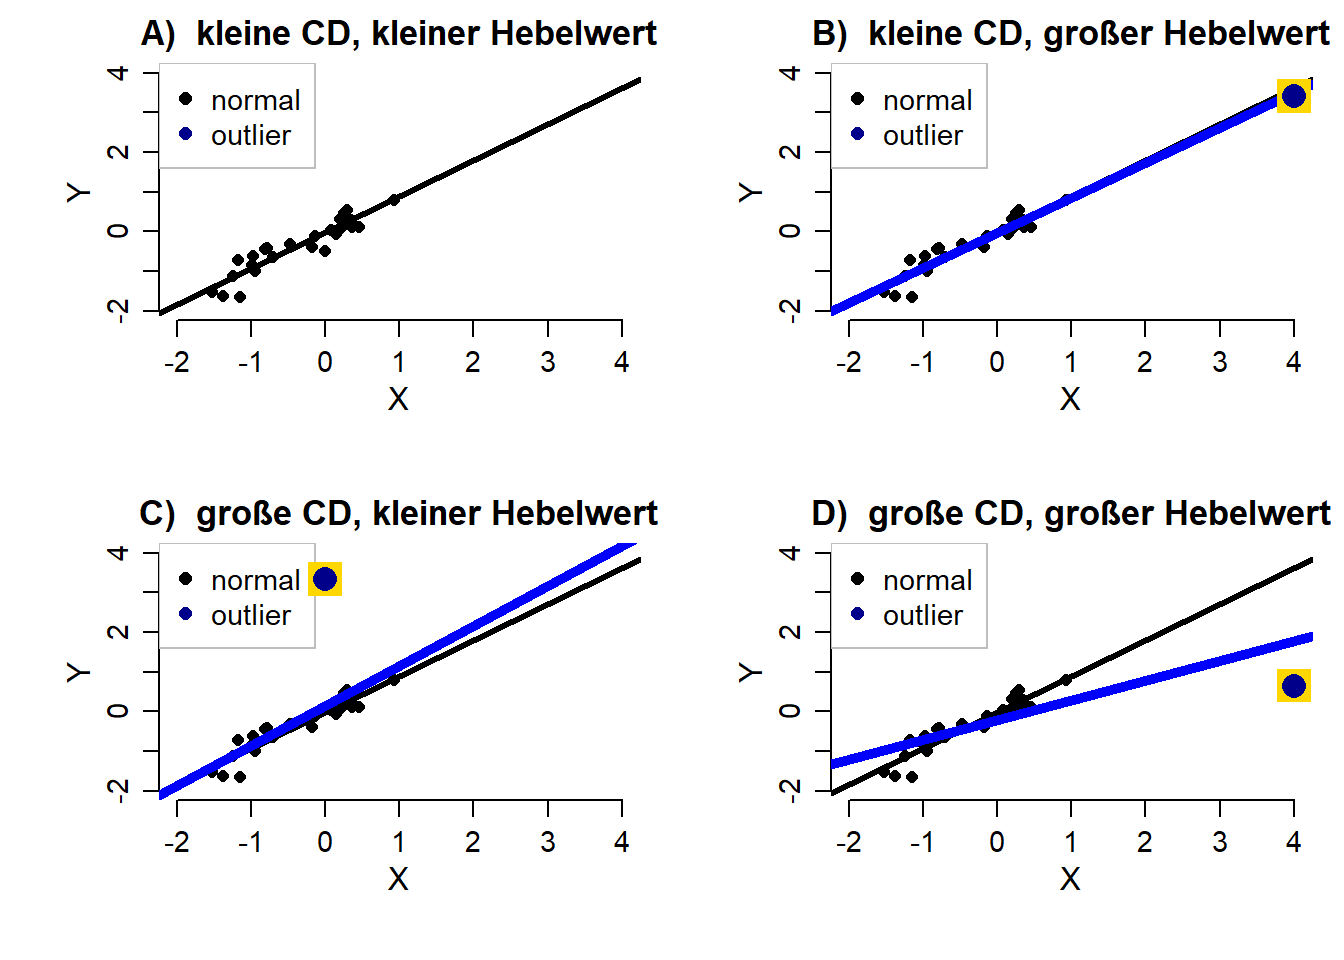 A)  kleine CD, kleiner Hebelwert
normal
outlier
Y
4
2
0
-2
-2 -1 0 1 2 3 4
X
B)  kleine CD, großer Hebelwert
normal
outlier
1
Y
4
2
0
-2
-2 -1 0 1 2 3 4
X
C)  große CD, kleiner Hebelwert
normal
outlier
Y
4
2
0
-2
-2 -1 0 1 2 3 4
X
D)  große CD, großer Hebelwert
normal
outlier
Y
4
2
0
-2
-2 -1 0 1 2 3 4
X